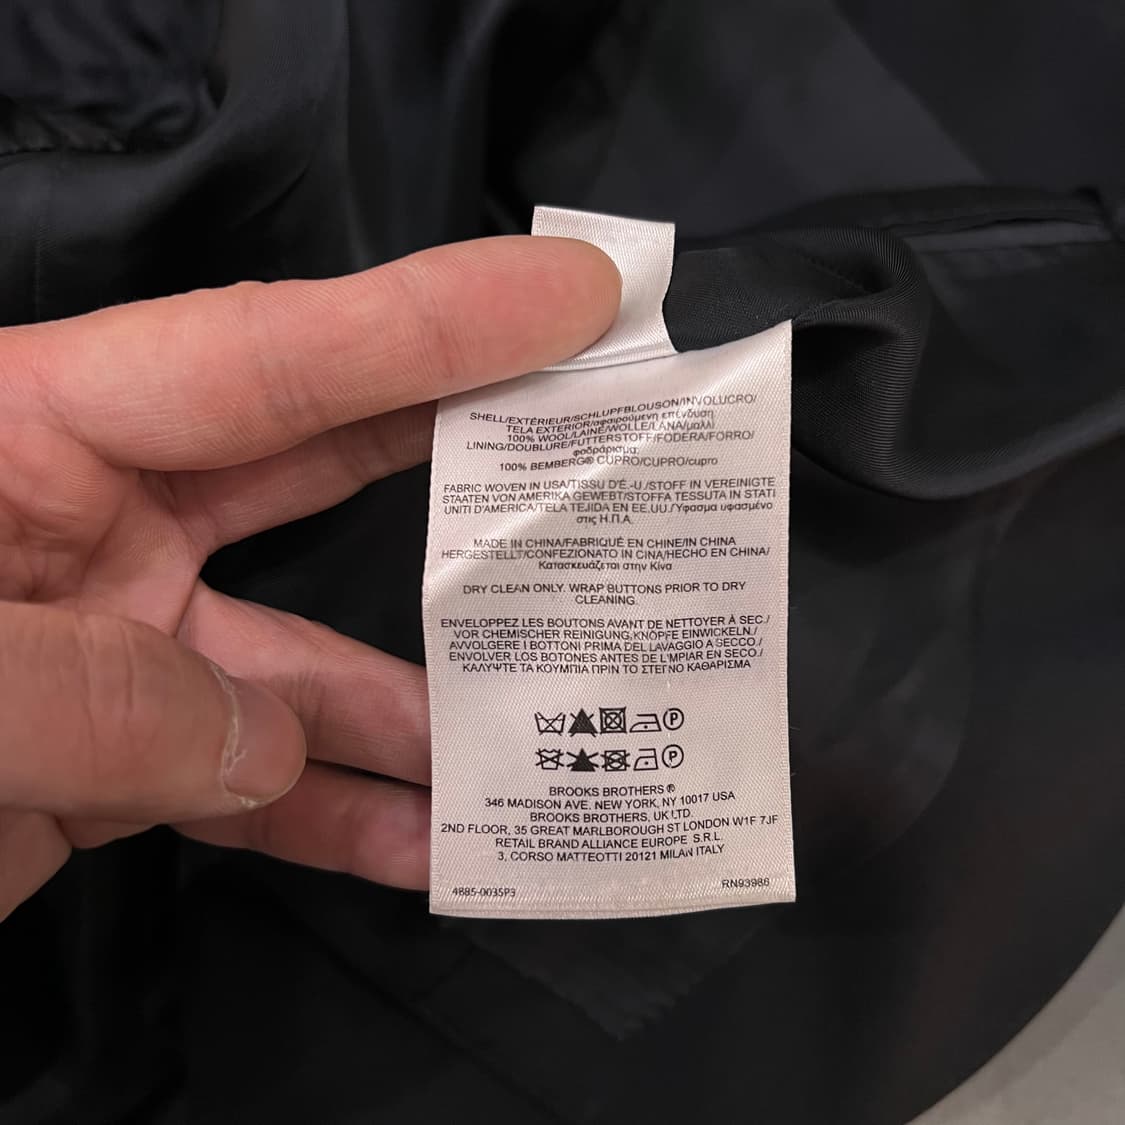 SHELL/EXTÉRIEUR/SCHLUPFBLOUSON/INVOLUCRO/
TELA EXTERIOR/αφαιρούμενη επένδυση
100% WOOL/LAINE/WOLLE/LANA/μαλλί
LINING/DOUBLURE/FUTTERSTOFF/FODERA/FORRO/
φοδράρισμα:
100% BEMBERG® CUPRO/CUPRO/cupro
FABRIC WOVEN IN USA/TISSU D'É.-U./STOFF IN VEREINIGTE
STAATEN VON AMERIKA GEWEBT/STOFFA TESSUTA IN STATI
UNITI D'AMERICA/TELA TEJIDA EN EE.UU./Υφασμα υφασμένο
στις Η.Π.Α.
MADE IN CHINA/FABRIQUÉ EN CHINE/IN CHINA
HERGESTELLT/CONFEZIONATO IN CINA/HECHO EN CHINA/
Κατασκευάζεται στην Κίνα
DRY CLEAN ONLY. WRAP BUTTONS PRIOR TO DRY
CLEANING.
ENVELOPPEZ LES BOUTONS AVANT DE NETTOYER À SEC./
VOR CHEMISCHER REINIGUNG,KNÖPFE EINWICKELN./
AVVOLGERE I BOTTONI PRIMA DEL LAVAGGIO A SECCO./
ENVOLVER LOS BOTONES ANTES DE L'MPIAR EN SECO./
ΚΑΛΥΨΤΕ ΤΑ ΚΟΥΜΠΙΑ ΠΡΙΝ ΤΟ ΣΤΕΓΝΟ ΚΑΘΑΡΙΣΜΑ
P
P
BROOKS BROTHERS ®
346 MADISON AVE. NEW YORK, NY 10017 USA
BROOKS BROTHERS, UK LTD.
2ND FLOOR, 35 GREAT MARLBOROUGH ST LONDON W1F 7JF
RETAIL BRAND ALLIANCE EUROPE S.R.L.
3, CORSO MATTEOTTI 20121 MILAN ITALY
4885-0035P3 RN93986